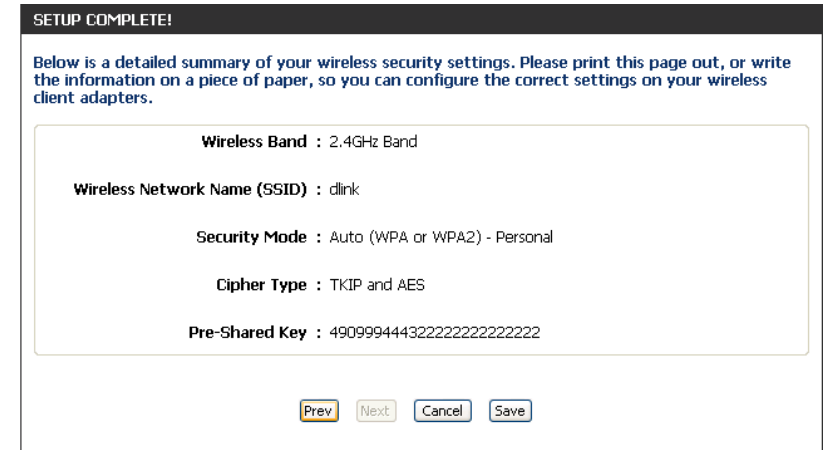 SETUP COMPLETE!
Below is a detailed summary of your wireless security settings. Please print this page out, or write
the information on a piece of paper, so you can configure the correct settings on your wireless
client adapters.
Wireless Band : 2.4GHz Band
Wireless Network Name (SSID) : dlink
Security Mode : Auto (WPA or WPA2) - Personal
Cipher Type : TKIP and AES
Pre-Shared Key : 490999444322222222222222
Prev Next Cancel Save